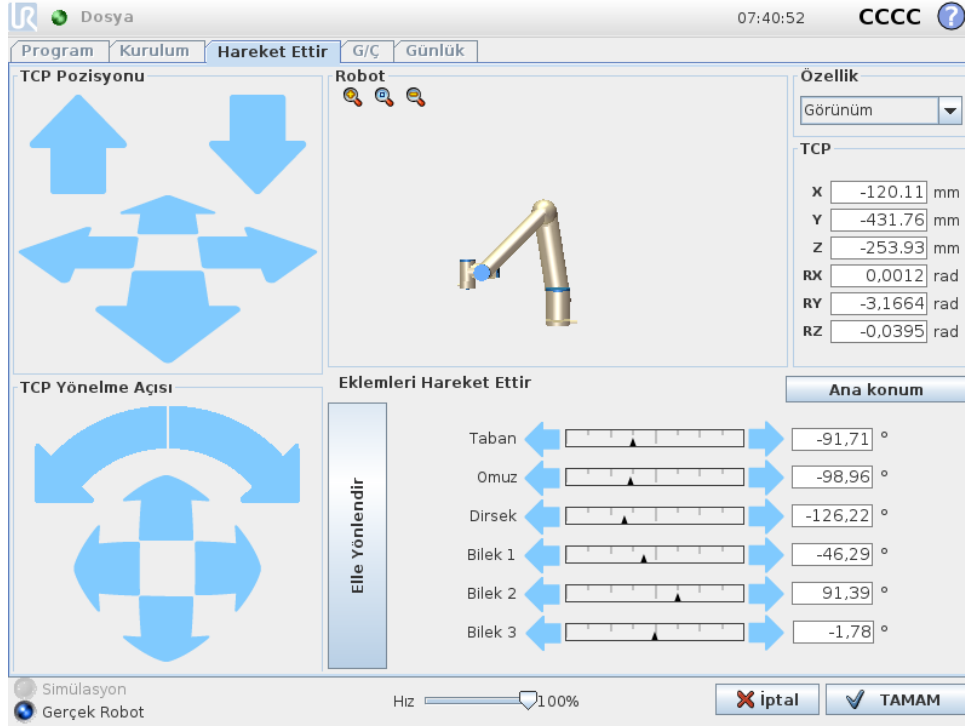 UR Dosya 07:40:52 CCCC ?
Program Kurulum Hareket Ettir G/Ç Günlük
TCP Pozisyonu
Robot
Özellik
Görünüm
TCP
X -120.11 mm
Y -431.76 mm
Z -253.93 mm
RX 0,0012 rad
RY -3,1664 rad
RZ -0,0395 rad
TCP Yönelme Açısı
Eklemleri Hareket Ettir
Ana konum
Elle Yönlendir
Taban -91,71 °
Omuz -98,96 °
Dirsek -126,22 °
Bilek 1 -46,29 °
Bilek 2 91,39 °
Bilek 3 -1,78 °
Simülasyon
Gerçek Robot
Hız 100%
İptal
TAMAM